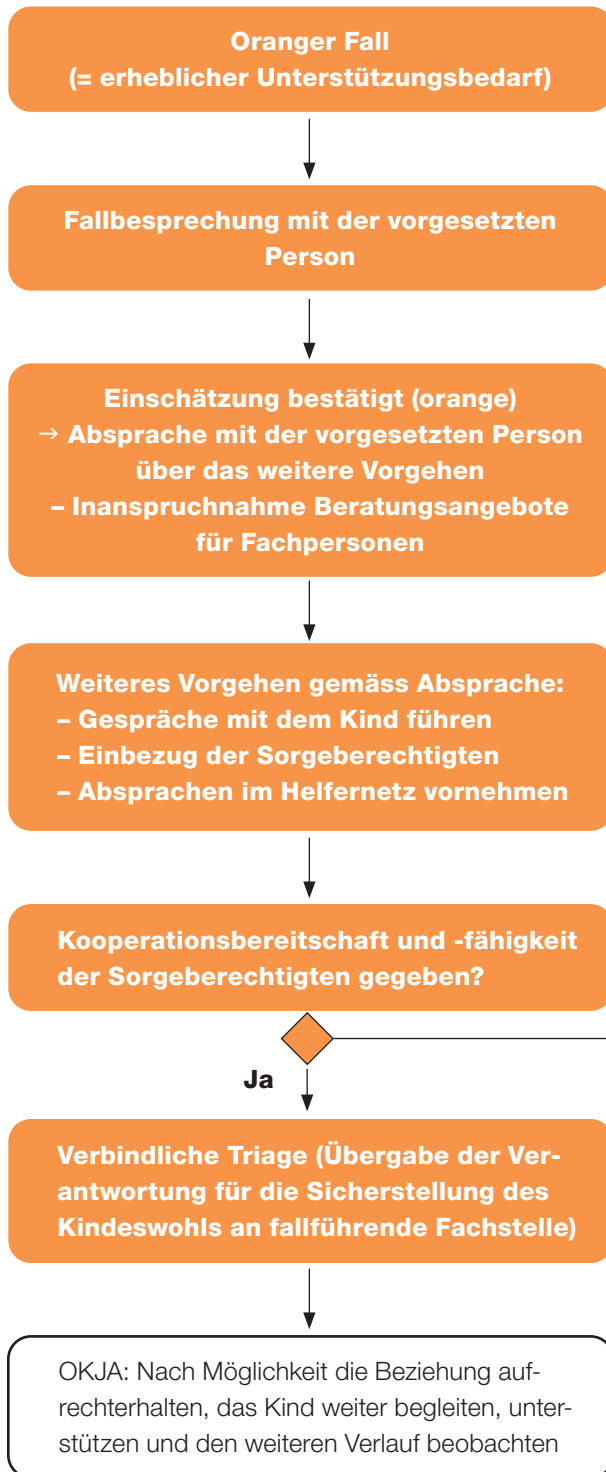 Oranger Fall
(= erheblicher Unterstützungsbedarf)
Fallbesprechung mit der vorgesetzten
Person
Einschätzung bestätigt (orange)
→ Absprache mit der vorgesetzten Person
über das weitere Vorgehen
– Inanspruchnahme Beratungsangebote
für Fachpersonen
Weiteres Vorgehen gemäss Absprache:
– Gespräche mit dem Kind führen
– Einbezug der Sorgeberechtigten
– Absprachen im Helfernetz vornehmen
Kooperationsbereitschaft und -fähigkeit
der Sorgeberechtigten gegeben?
Ja
Verbindliche Triage (Übergabe der Ver-
antwortung für die Sicherstellung des
Kindeswohls an fallführende Fachstelle)
OKJA: Nach Möglichkeit die Beziehung auf-
rechterhalten, das Kind weiter begleiten, unter-
stützen und den weiteren Verlauf beobachten